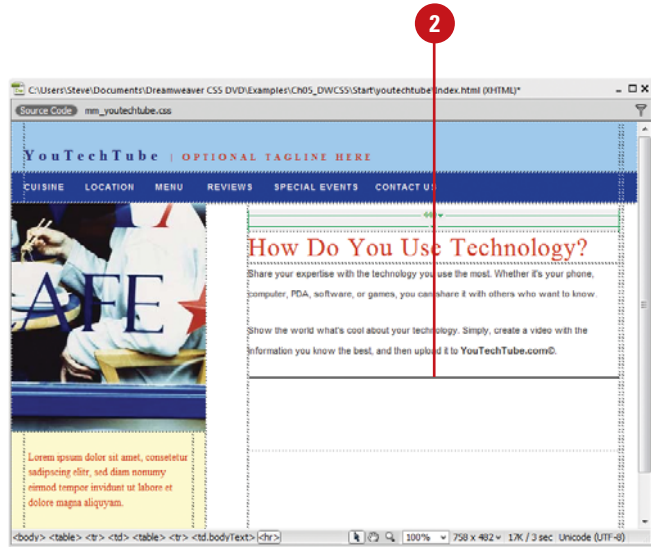 2
C:\Users\Steve\Documents\Dreamweaver CS5 DVD\Examples\Ch05_DWCS5\Start\youtechtube\index.html (XHTML)*
Source Code mm_youtechtube.css
YouTechTube | OPTIONAL TAGLINE HERE
CUISINE LOCATION MENU REVIEWS SPECIAL EVENTS CONTACT US
AFE
How Do You Use Technology?
Share your expertise with the technology you use the most. Whether it's your phone,
computer, PDA, software, or games, you can share it with others who want to know.
Show the world what's cool about your technology. Simply, create a video with the
information you know the best, and then upload it to YouTechTube.com©.
Lorem ipsum dolor sit amet, consetetur
sadipscing elitr, sed diam nonumy
eirmod tempor invidunt ut labore et
dolore magna aliquyam.
<body> <table> <tr> <td> <table> <tr> <td.bodyText> <hr> 100% 758 x 482 17K / 3 sec Unicode (UTF-8)